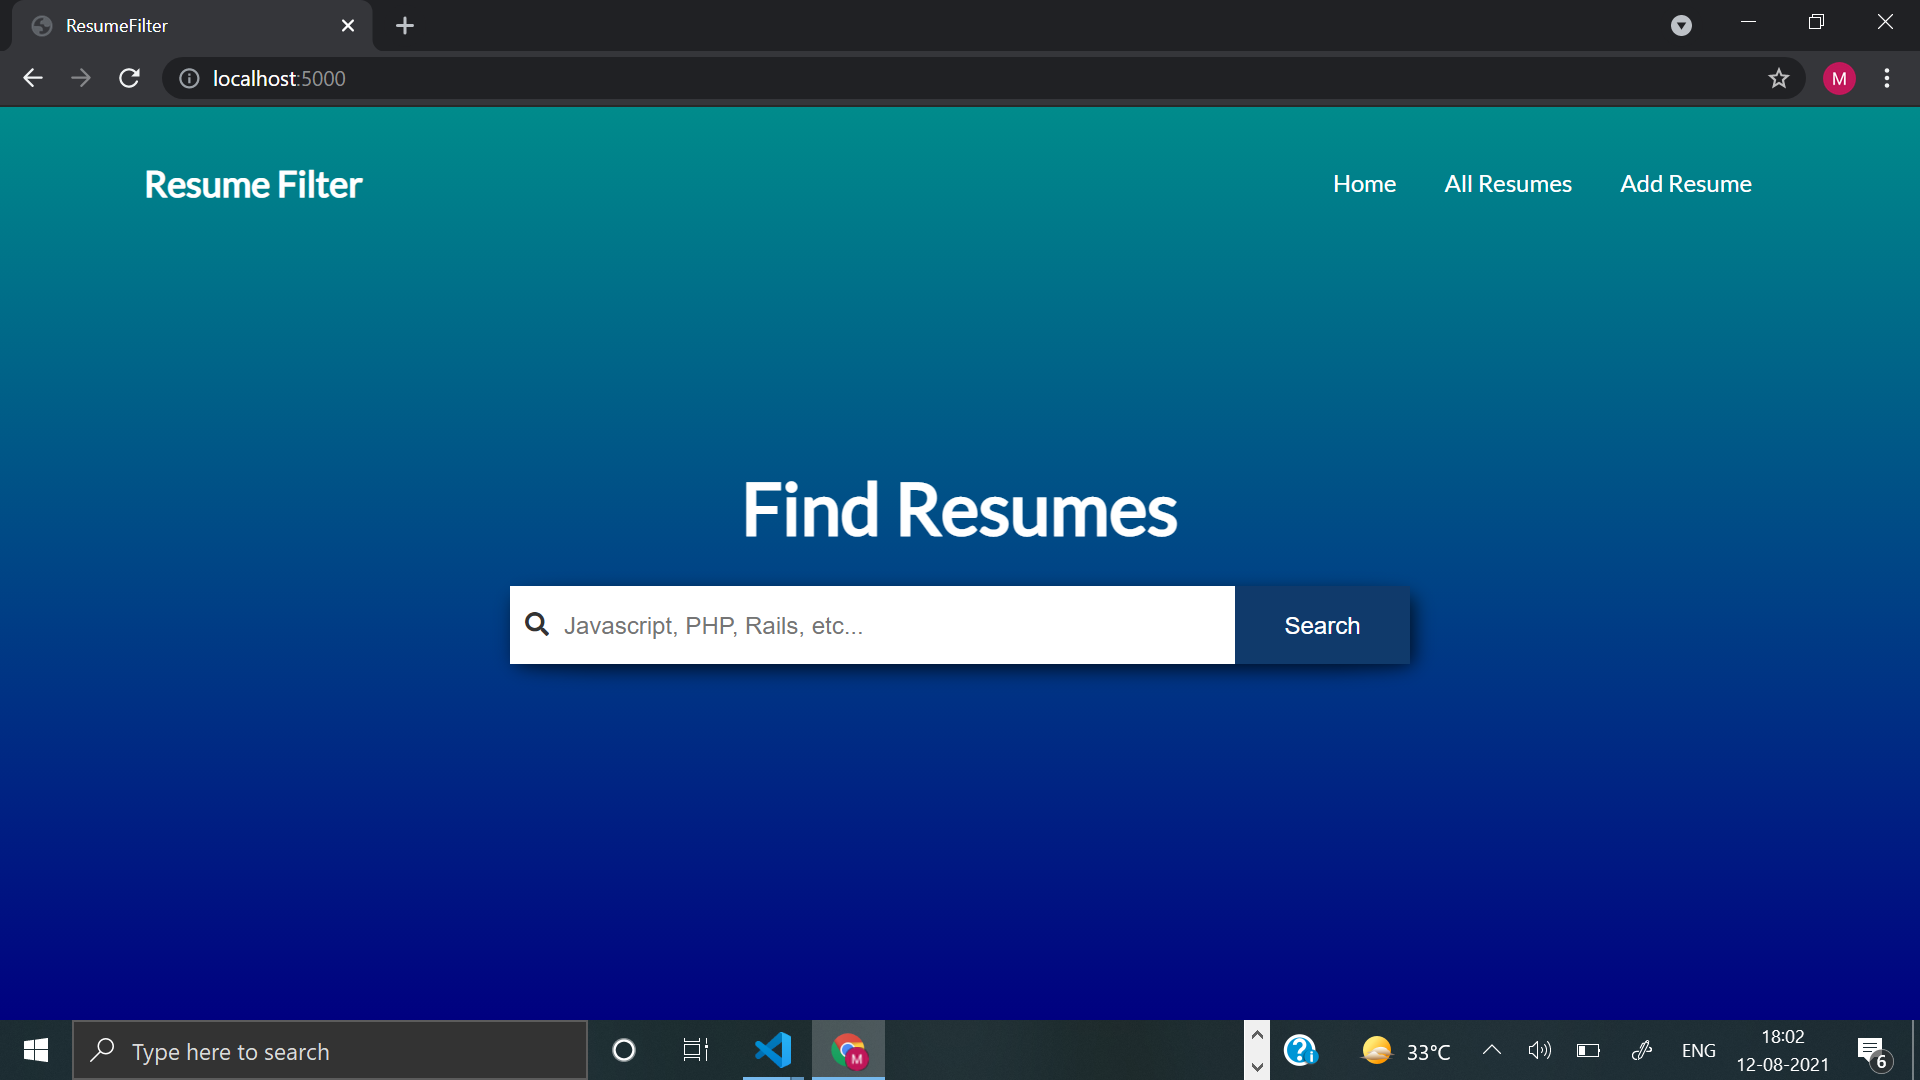 ResumeFilter
localhost:5000
M
Resume Filter
Home
All Resumes
Add Resume
Find Resumes
Javascript, PHP, Rails, etc...
Search
Type here to search
M
33°C
ENG
18:02
12-08-2021
6